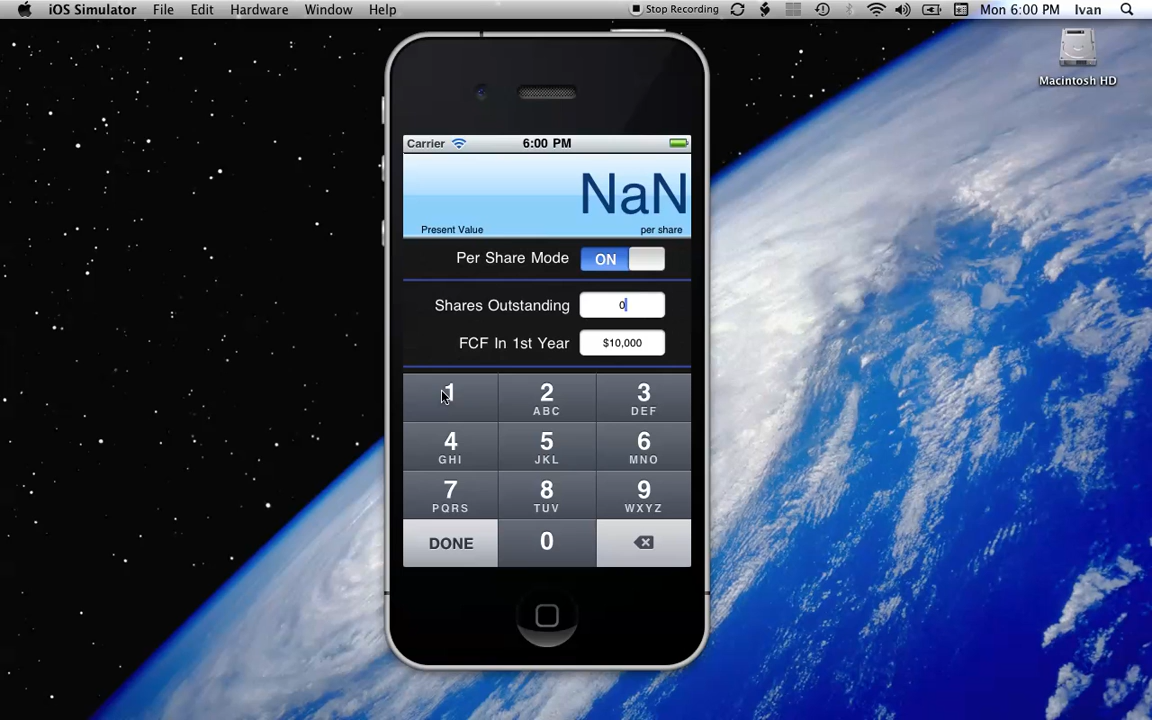 iOS Simulator File Edit Hardware Window Help Stop Recording Mon 6:00 PM Ivan
Macintosh HD
Carrier 6:00 PM
NaN
Present Value per share
Per Share Mode ON
Shares Outstanding 0
FCF In 1st Year $10,000
1 2 3
ABC DEF
4 5 6
GHI JKL MNO
7 8 9
PQRS TUV WXYZ
DONE 0